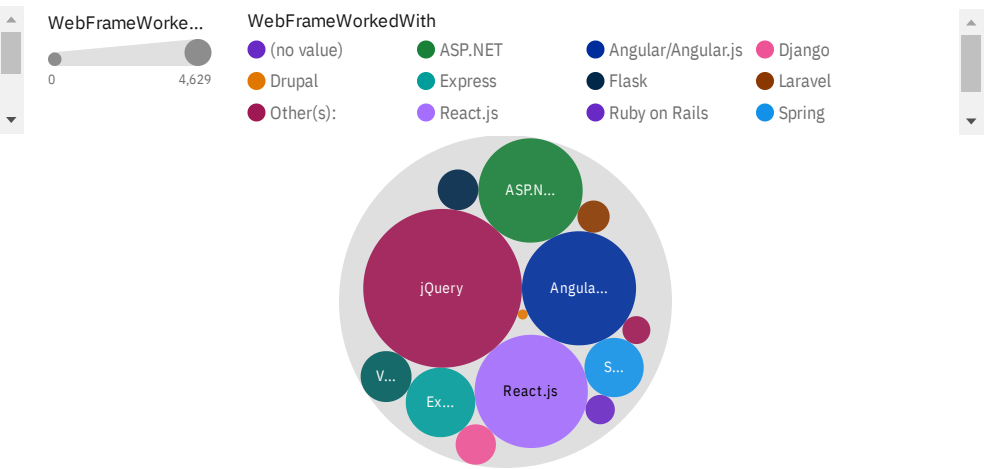 WebFrameWorke...
0 4,629
WebFrameWorkedWith
(no value) ASP.NET Angular/Angular.js Django
Drupal Express Flask Laravel
Other(s): React.js Ruby on Rails Spring
ASP.N...
jQuery Angula...
V... Ex... React.js S...